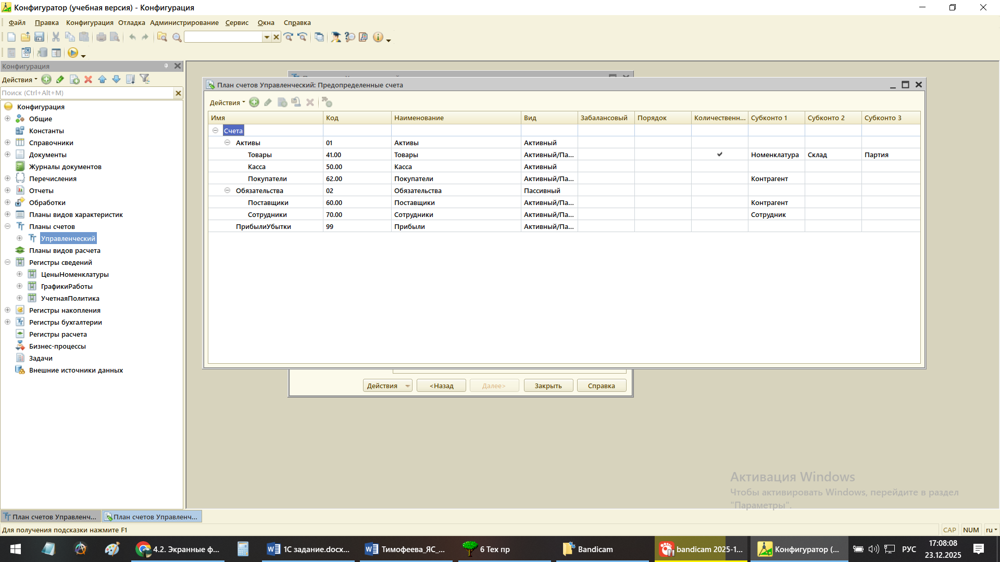 Конфигуратор (учебная версия) - Конфигурация
Файл Правка Конфигурация Отладка Администрирование Сервис Окна Справка
Конфигурация
Действия
Поиск (Ctrl+Alt+M)
Конфигурация
Общие
Константы
Справочники
Документы
Журналы документов
Перечисления
Отчеты
Обработки
Планы видов характеристик
Планы счетов
Управленческий
Планы видов расчета
Регистры сведений
ЦеныНоменклатуры
ГрафикиРаботы
УчетнаяПолитика
Регистры накопления
Регистры бухгалтерии
Регистры расчета
Бизнес-процессы
Задачи
Внешние источники данных
План счетов Управленческий: Предопределенные счета
Действия
Имя Код Наименование Вид Забалансовый Порядок Количественн... Субконто 1 Субконто 2 Субконто 3
Счета
Активы 01 Активы Активный
Товары 41.00 Товары Активный/Па... Номенклатура Склад Партия
Касса 50.00 Касса Активный
Покупатели 62.00 Покупатели Активный/Па... Контрагент
Обязательства 02 Обязательства Пассивный
Поставщики 60.00 Поставщики Активный/Па... Контрагент
Сотрудники 70.00 Сотрудники Активный/Па... Сотрудник
ПрибылиУбытки 99 Прибыли Активный/Па...
Действия <Назад Далее> Закрыть Справка
Активация Windows
Чтобы активировать Windows, перейдите в раздел
"Параметры".
План счетов Управленч... План счетов Управленч...
Для получения подсказки нажмите F1 CAP NUM ru
4.2. Экранные ф... 1С задание.docx... Тимофеева_ЯС_... 6 Тех пр Bandicam bandicam 2025-1... Конфигуратор (... РУС 17:08:08
23.12.2025